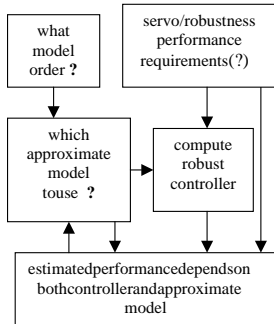 what
model
order ?
servo/robustness
performance
requirements(?)
which
approximate
model
touse ?
compute
robust
controller
estimatedperformancedependson
bothcontrollerandapproximate
model